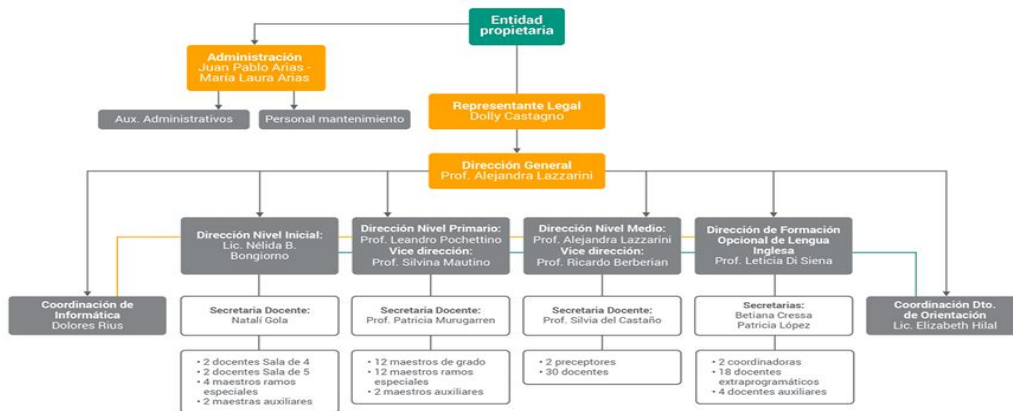 Entidad
propietaria
Administración
Juan Pablo Arias -
María Laura Arias
Aux. Administrativos
Personal mantenimiento
Representante Legal
Dolly Castagno
Dirección General
Prof. Alejandra Lazzarini
Dirección Nivel Inicial:
Lic. Nélida B.
Bongiorno
Dirección Nivel Primario:
Prof. Leandro Pochettino
Vice dirección:
Prof. Silvina Mautino
Dirección Nivel Medio:
Prof. Alejandra Lazzarini
Vice dirección:
Prof. Ricardo Berberian
Dirección de Formación
Opcional de Lengua
Inglesa
Prof. Leticia Di Siena
Coordinación de
Informática
Dolores Rius
Secretaria Docente:
Natalí Gola
Secretaria Docente:
Prof. Patricia Murugarren
Secretaria Docente:
Prof. Silvia del Castaño
Secretarias:
Betiana Cressa
Patricia López
Coordinación Dto.
de Orientación
Lic. Elizabeth Hilal
• 2 docentes Sala de 4
• 2 docentes Sala de 5
• 4 maestros ramos
especiales
• 2 maestras auxiliares
• 12 maestros de grado
• 12 maestros ramos
especiales
• 2 maestros auxiliares
• 2 preceptores
• 30 docentes
• 2 coordinadoras
• 18 docentes
extraprogramáticos
• 4 docentes auxiliares